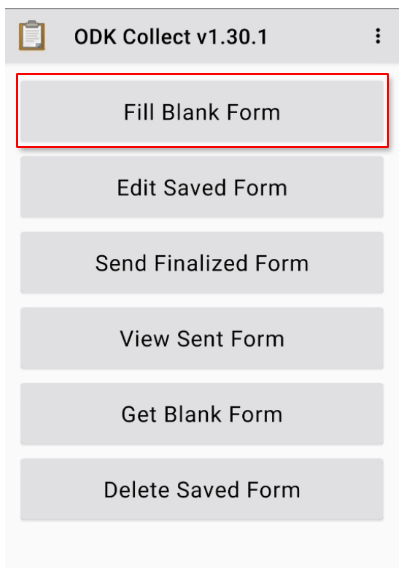 ODK Collect v1.30.1
Fill Blank Form
Edit Saved Form
Send Finalized Form
View Sent Form
Get Blank Form
Delete Saved Form